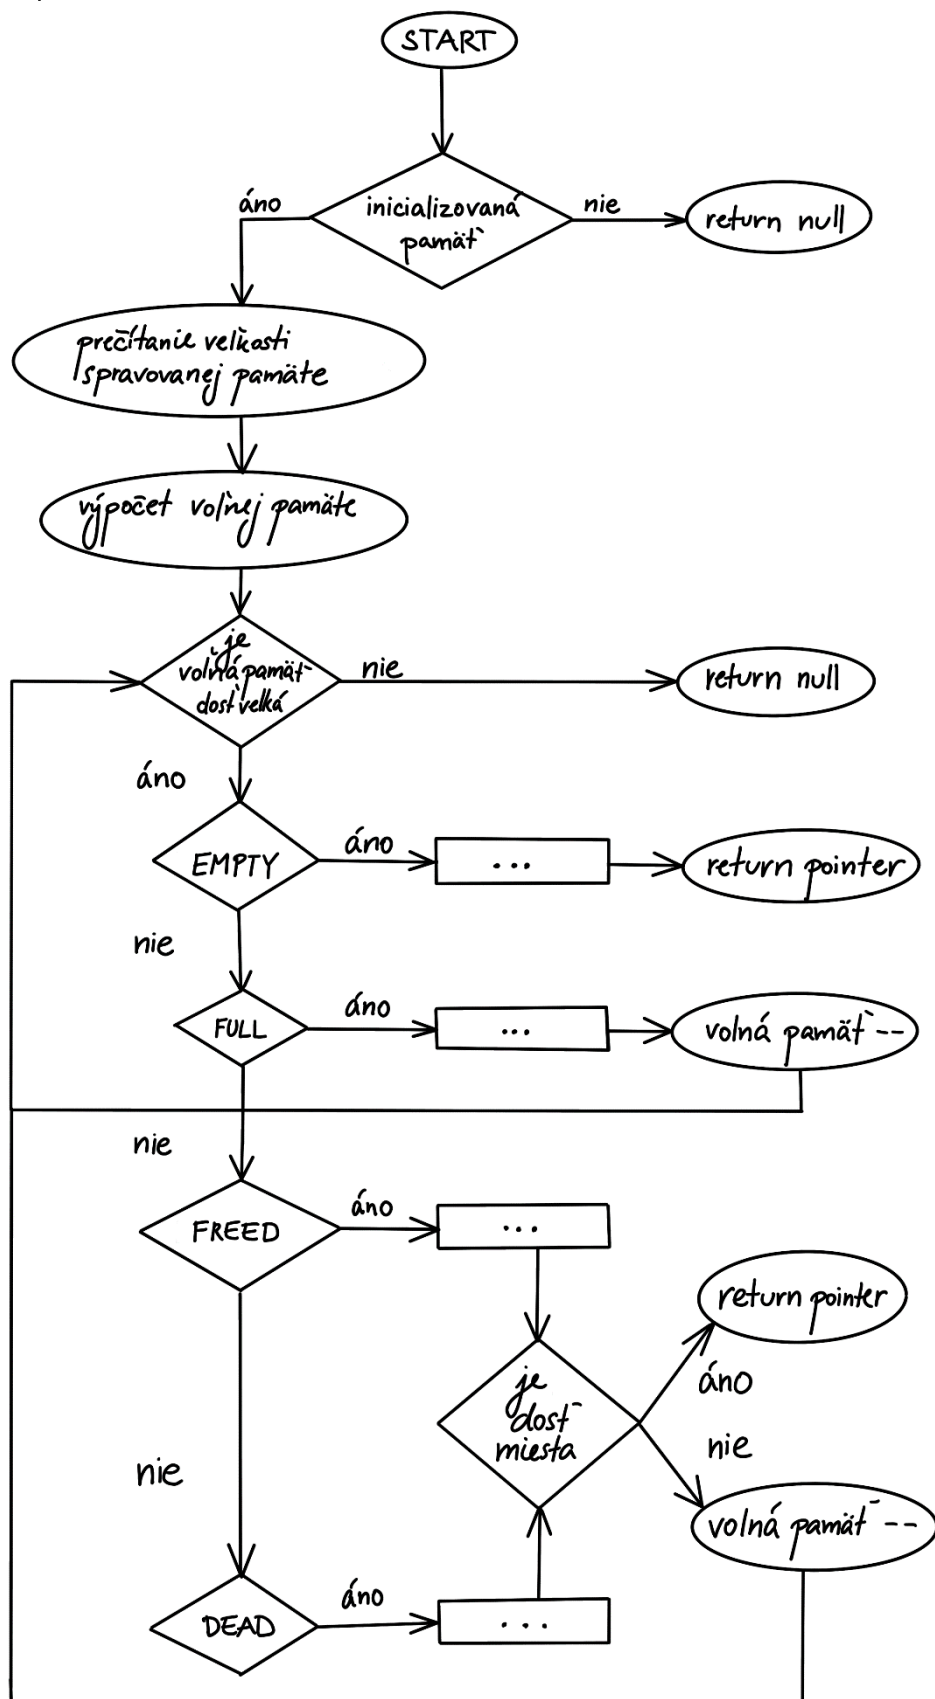 START
inicializovaná
pamäť
áno
nie
return null
prečítanie veľkosti
spravovanej pamäte
výpočet voľnej pamäte
je
voľná pamäť
dosť veľká
nie
return null
áno
EMPTY
áno
...
return pointer
nie
FULL
áno
...
volná pamäť --
nie
FREED
áno
...
return pointer
je
dosť
miesta
áno
nie
nie
volná pamäť --
DEAD
áno
...